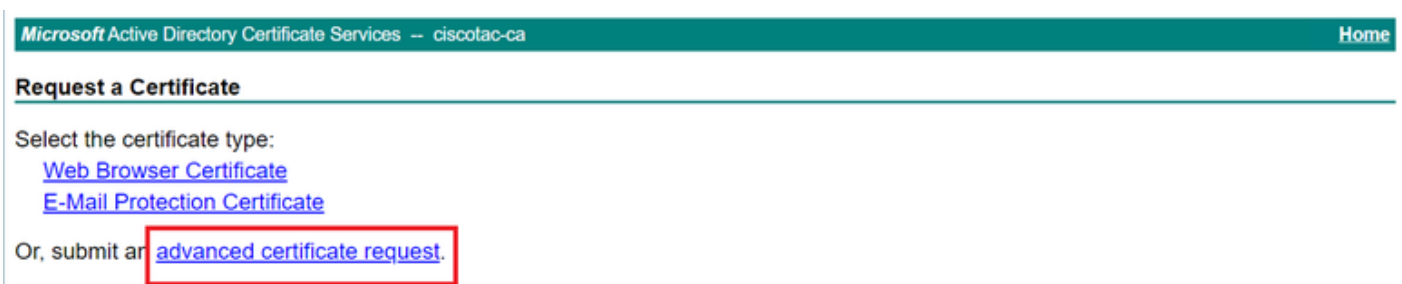 Microsoft Active Directory Certificate Services -- ciscotac-ca Home
Request a Certificate
Select the certificate type:
Web Browser Certificate
E-Mail Protection Certificate
Or, submit an advanced certificate request.